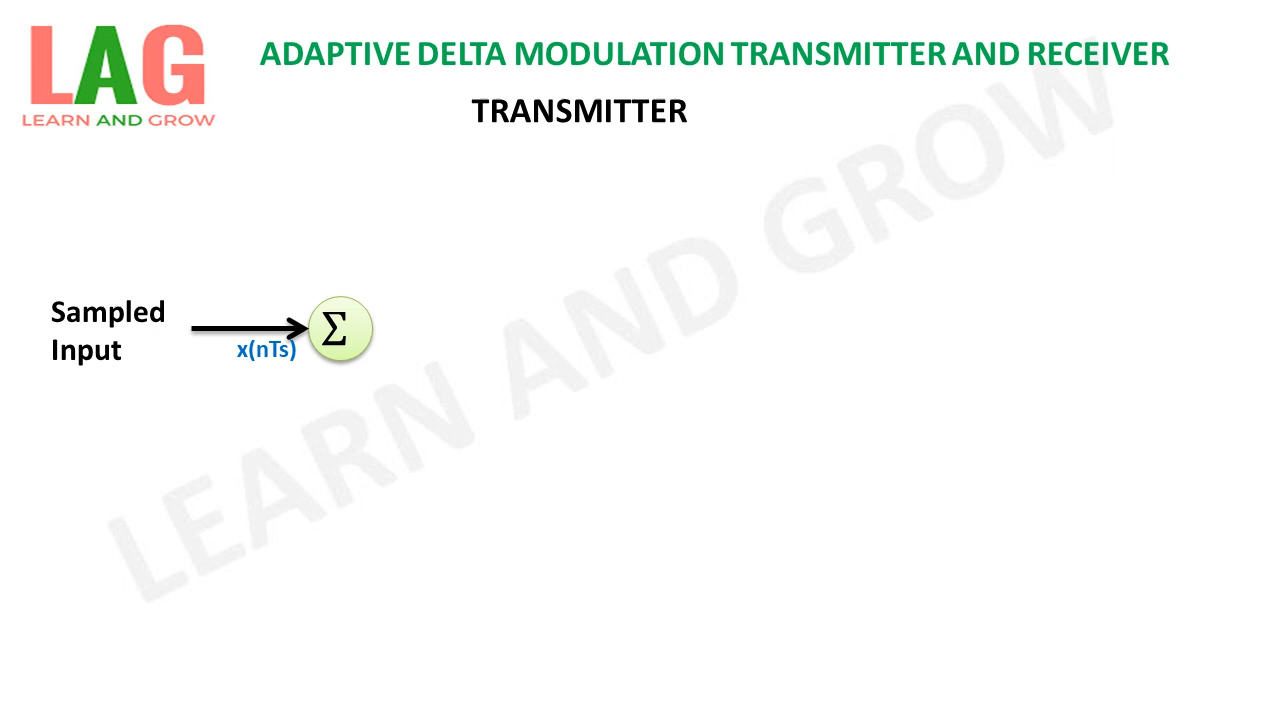 LAG
LEARN AND GROW
ADAPTIVE DELTA MODULATION TRANSMITTER AND RECEIVER
TRANSMITTER
Sampled
Input
x(nTs)
Σ
LEARN AND GROW